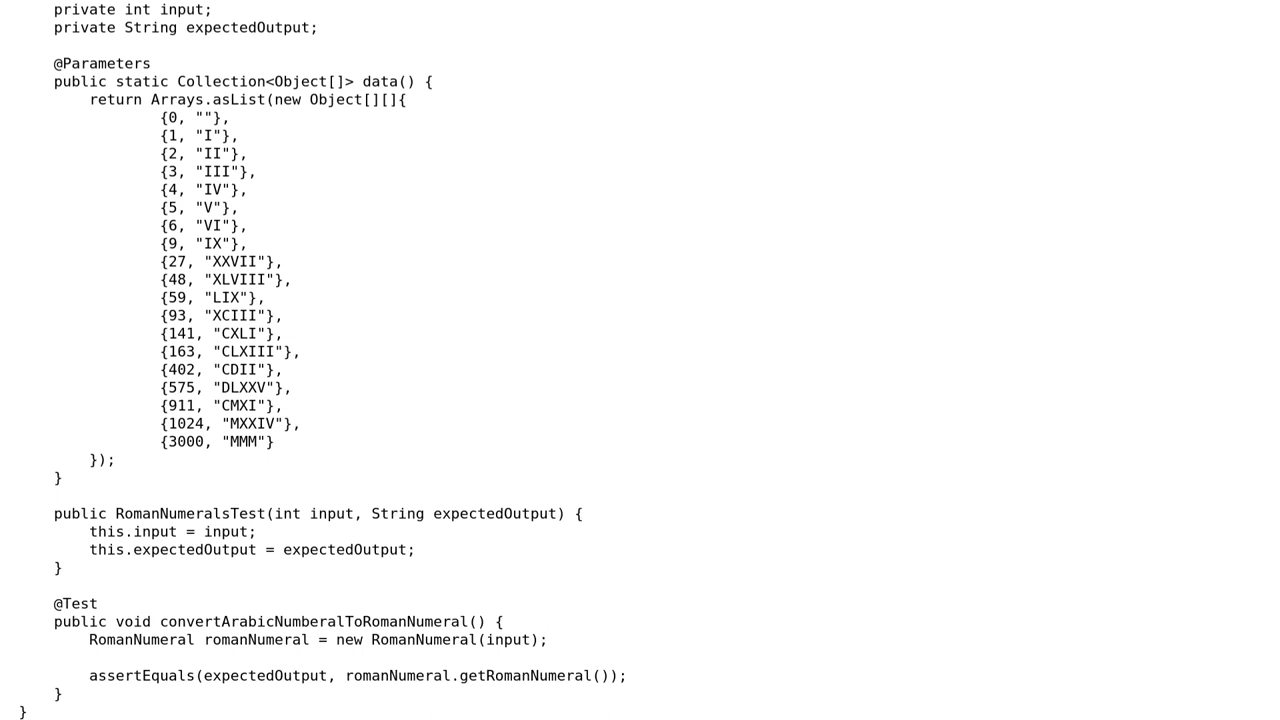 private int input;
private String expectedOutput;
@Parameters
public static Collection<Object[]> data() {
return Arrays.asList(new Object[][]{
{0, ""},
{1, "I"},
{2, "II"},
{3, "III"},
{4, "IV"},
{5, "V"},
{6, "VI"},
{9, "IX"},
{27, "XXVII"},
{48, "XLVIII"},
{59, "LIX"},
{93, "XCIII"},
{141, "CXLI"},
{163, "CLXIII"},
{402, "CDII"},
{575, "DLXXV"},
{911, "CMXI"},
{1024, "MXXIV"},
{3000, "MMM"}
});
}
public RomanNumeralsTest(int input, String expectedOutput) {
this.input = input;
this.expectedOutput = expectedOutput;
}
@Test
public void convertArabicNumberalToRomanNumeral() {
RomanNumeral romanNumeral = new RomanNumeral(input);
assertEquals(expectedOutput, romanNumeral.getRomanNumeral());
}
}